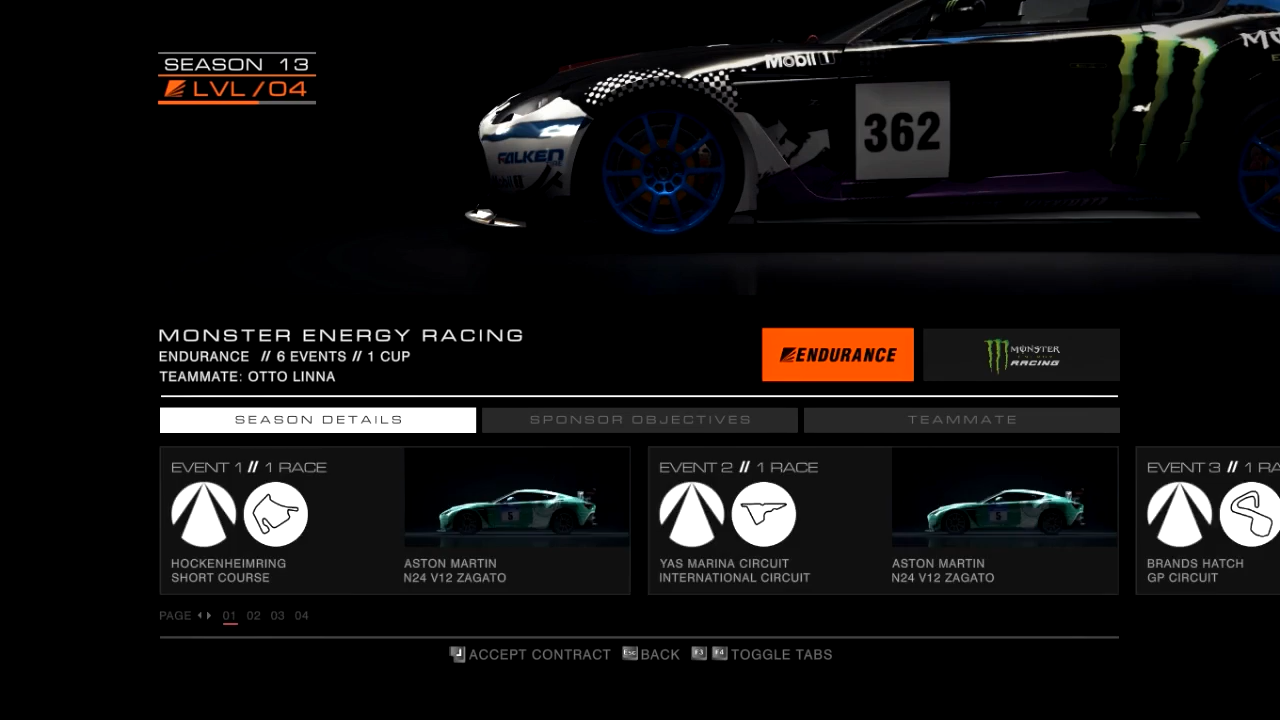 SEASON 13
LVL/04
Mobil 1
FALKEN
362
MONSTER ENERGY RACING
ENDURANCE // 6 EVENTS // 1 CUP
TEAMMATE: OTTO LINNA
ENDURANCE
MONSTER
RACING
SEASON DETAILS
SPONSOR OBJECTIVES
TEAMMATE
EVENT 1 // 1 RACE
5
HOCKENHEIMRING
SHORT COURSE
ASTON MARTIN
N24 V12 ZAGATO
EVENT 2 // 1 RACE
5
YAS MARINA CIRCUIT
INTERNATIONAL CIRCUIT
ASTON MARTIN
N24 V12 ZAGATO
EVENT 3 // 1 RA
BRANDS HATCH
GP CIRCUIT
PAGE 01 02 03 04
ACCEPT CONTRACT Esc BACK F3 F4 TOGGLE TABS